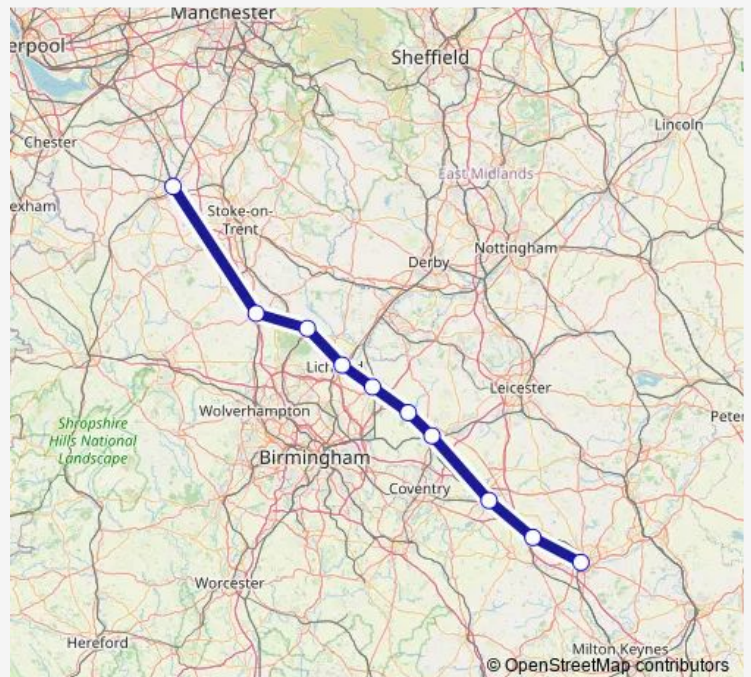 Manchester
erpool
Sheffield
Chester
Lincoln
East Midlands
exham
Stoke-on-
Trent
Nottingham
Derby
Leicester
Wolverhampton
Peter
Shropshire
Hills National
Landscape
Birmingham
Coventry
Worcester
Hereford
Milton Keynes
© OpenStreetMap contributors